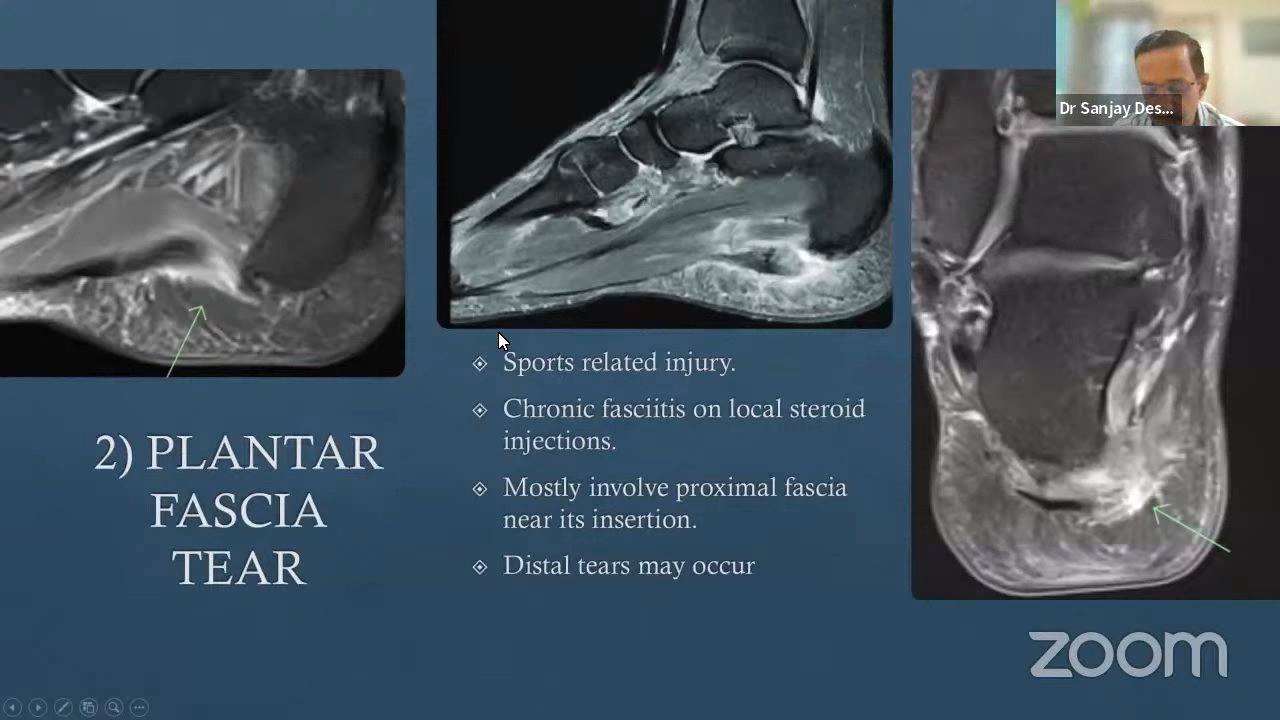 Dr Sanjay Des...
Sports related injury.
Chronic fasciitis on local steroid
injections.
Mostly involve proximal fascia
near its insertion.
Distal tears may occur
2) PLANTAR
FASCIA
TEAR
zoom